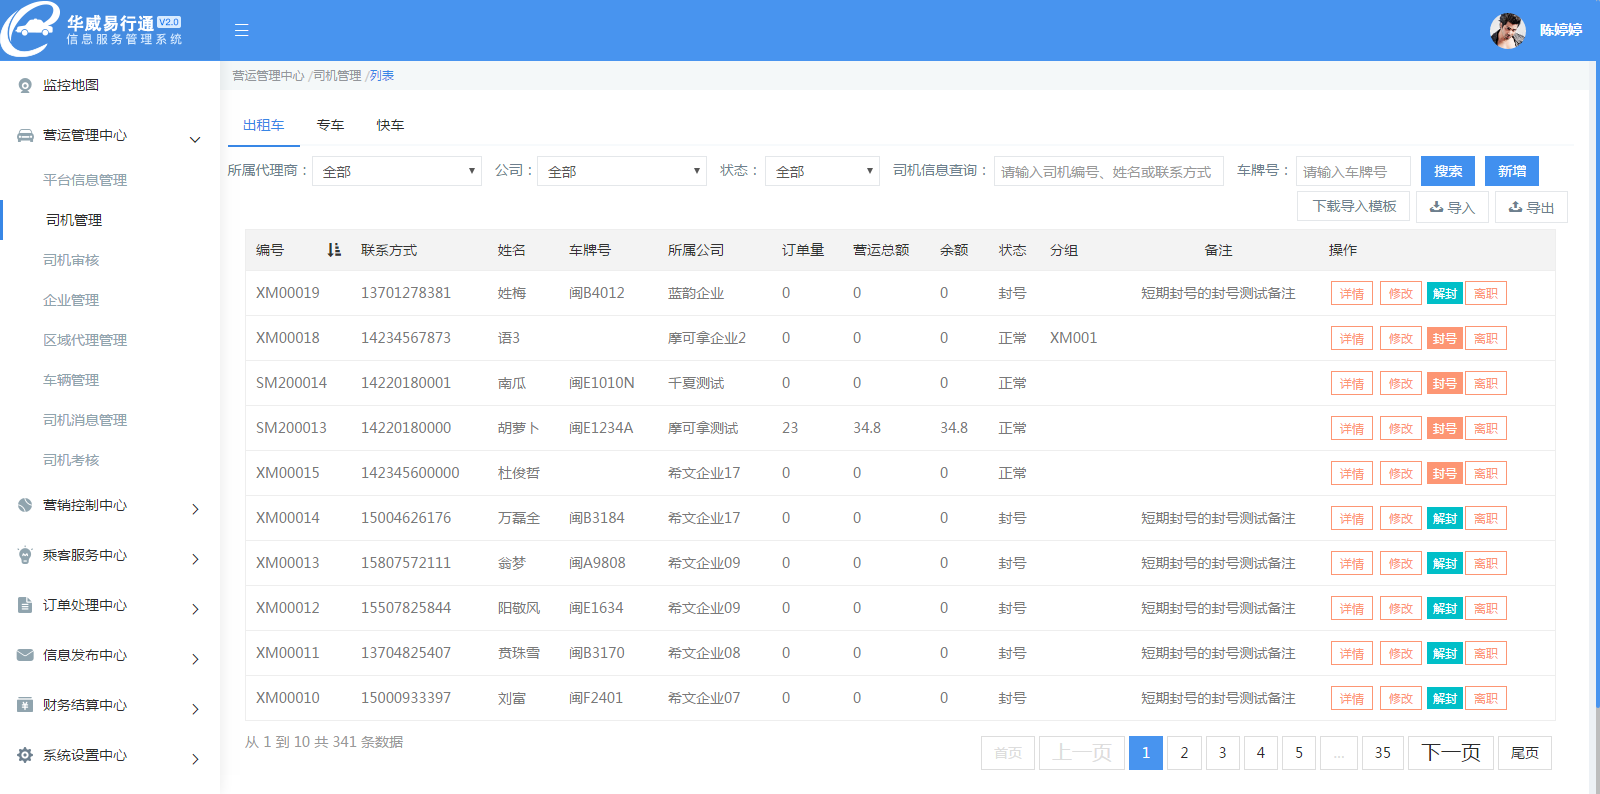 华威易行通 V2.0
信息服务管理系统
陈婷婷
监控地图
营运管理中心
平台信息管理
司机管理
司机审核
企业管理
区域代理管理
车辆管理
司机消息管理
司机考核
营销控制中心
乘客服务中心
订单处理中心
信息发布中心
财务结算中心
系统设置中心
营运管理中心 /司机管理 /列表
出租车 专车 快车
所属代理商： 全部 公司： 全部 状态： 全部 司机信息查询： 请输入司机编号、姓名或联系方式 车牌号： 请输入车牌号 搜索 新增
下载导入模板 导入 导出
编号 联系方式 姓名 车牌号 所属公司 订单量 营运总额 余额 状态 分组 备注 操作
XM00019 13701278381 姓梅 闽B4012 蓝韵企业 0 0 0 封号 短期封号的封号测试备注 详情 修改 解封 离职
XM00018 14234567873 语3 摩可拿企业2 0 0 0 正常 XM001 详情 修改 封号 离职
SM200014 14220180001 南瓜 闽E1010N 千夏测试 0 0 0 正常 详情 修改 封号 离职
SM200013 14220180000 胡萝卜 闽E1234A 摩可拿测试 23 34.8 34.8 正常 详情 修改 封号 离职
XM00015 142345600000 杜俊哲 希文企业17 0 0 0 正常 详情 修改 封号 离职
XM00014 15004626176 万磊全 闽B3184 希文企业17 0 0 0 封号 短期封号的封号测试备注 详情 修改 解封 离职
XM00013 15807572111 翁梦 闽A9808 希文企业09 0 0 0 封号 短期封号的封号测试备注 详情 修改 解封 离职
XM00012 15507825844 阳敬风 闽E1634 希文企业09 0 0 0 封号 短期封号的封号测试备注 详情 修改 解封 离职
XM00011 13704825407 贲珠雪 闽B3170 希文企业08 0 0 0 封号 短期封号的封号测试备注 详情 修改 解封 离职
XM00010 15000933397 刘富 闽F2401 希文企业07 0 0 0 封号 短期封号的封号测试备注 详情 修改 解封 离职
从 1 到 10 共 341 条数据
首页 上一页 1 2 3 4 5 ... 35 下一页 尾页